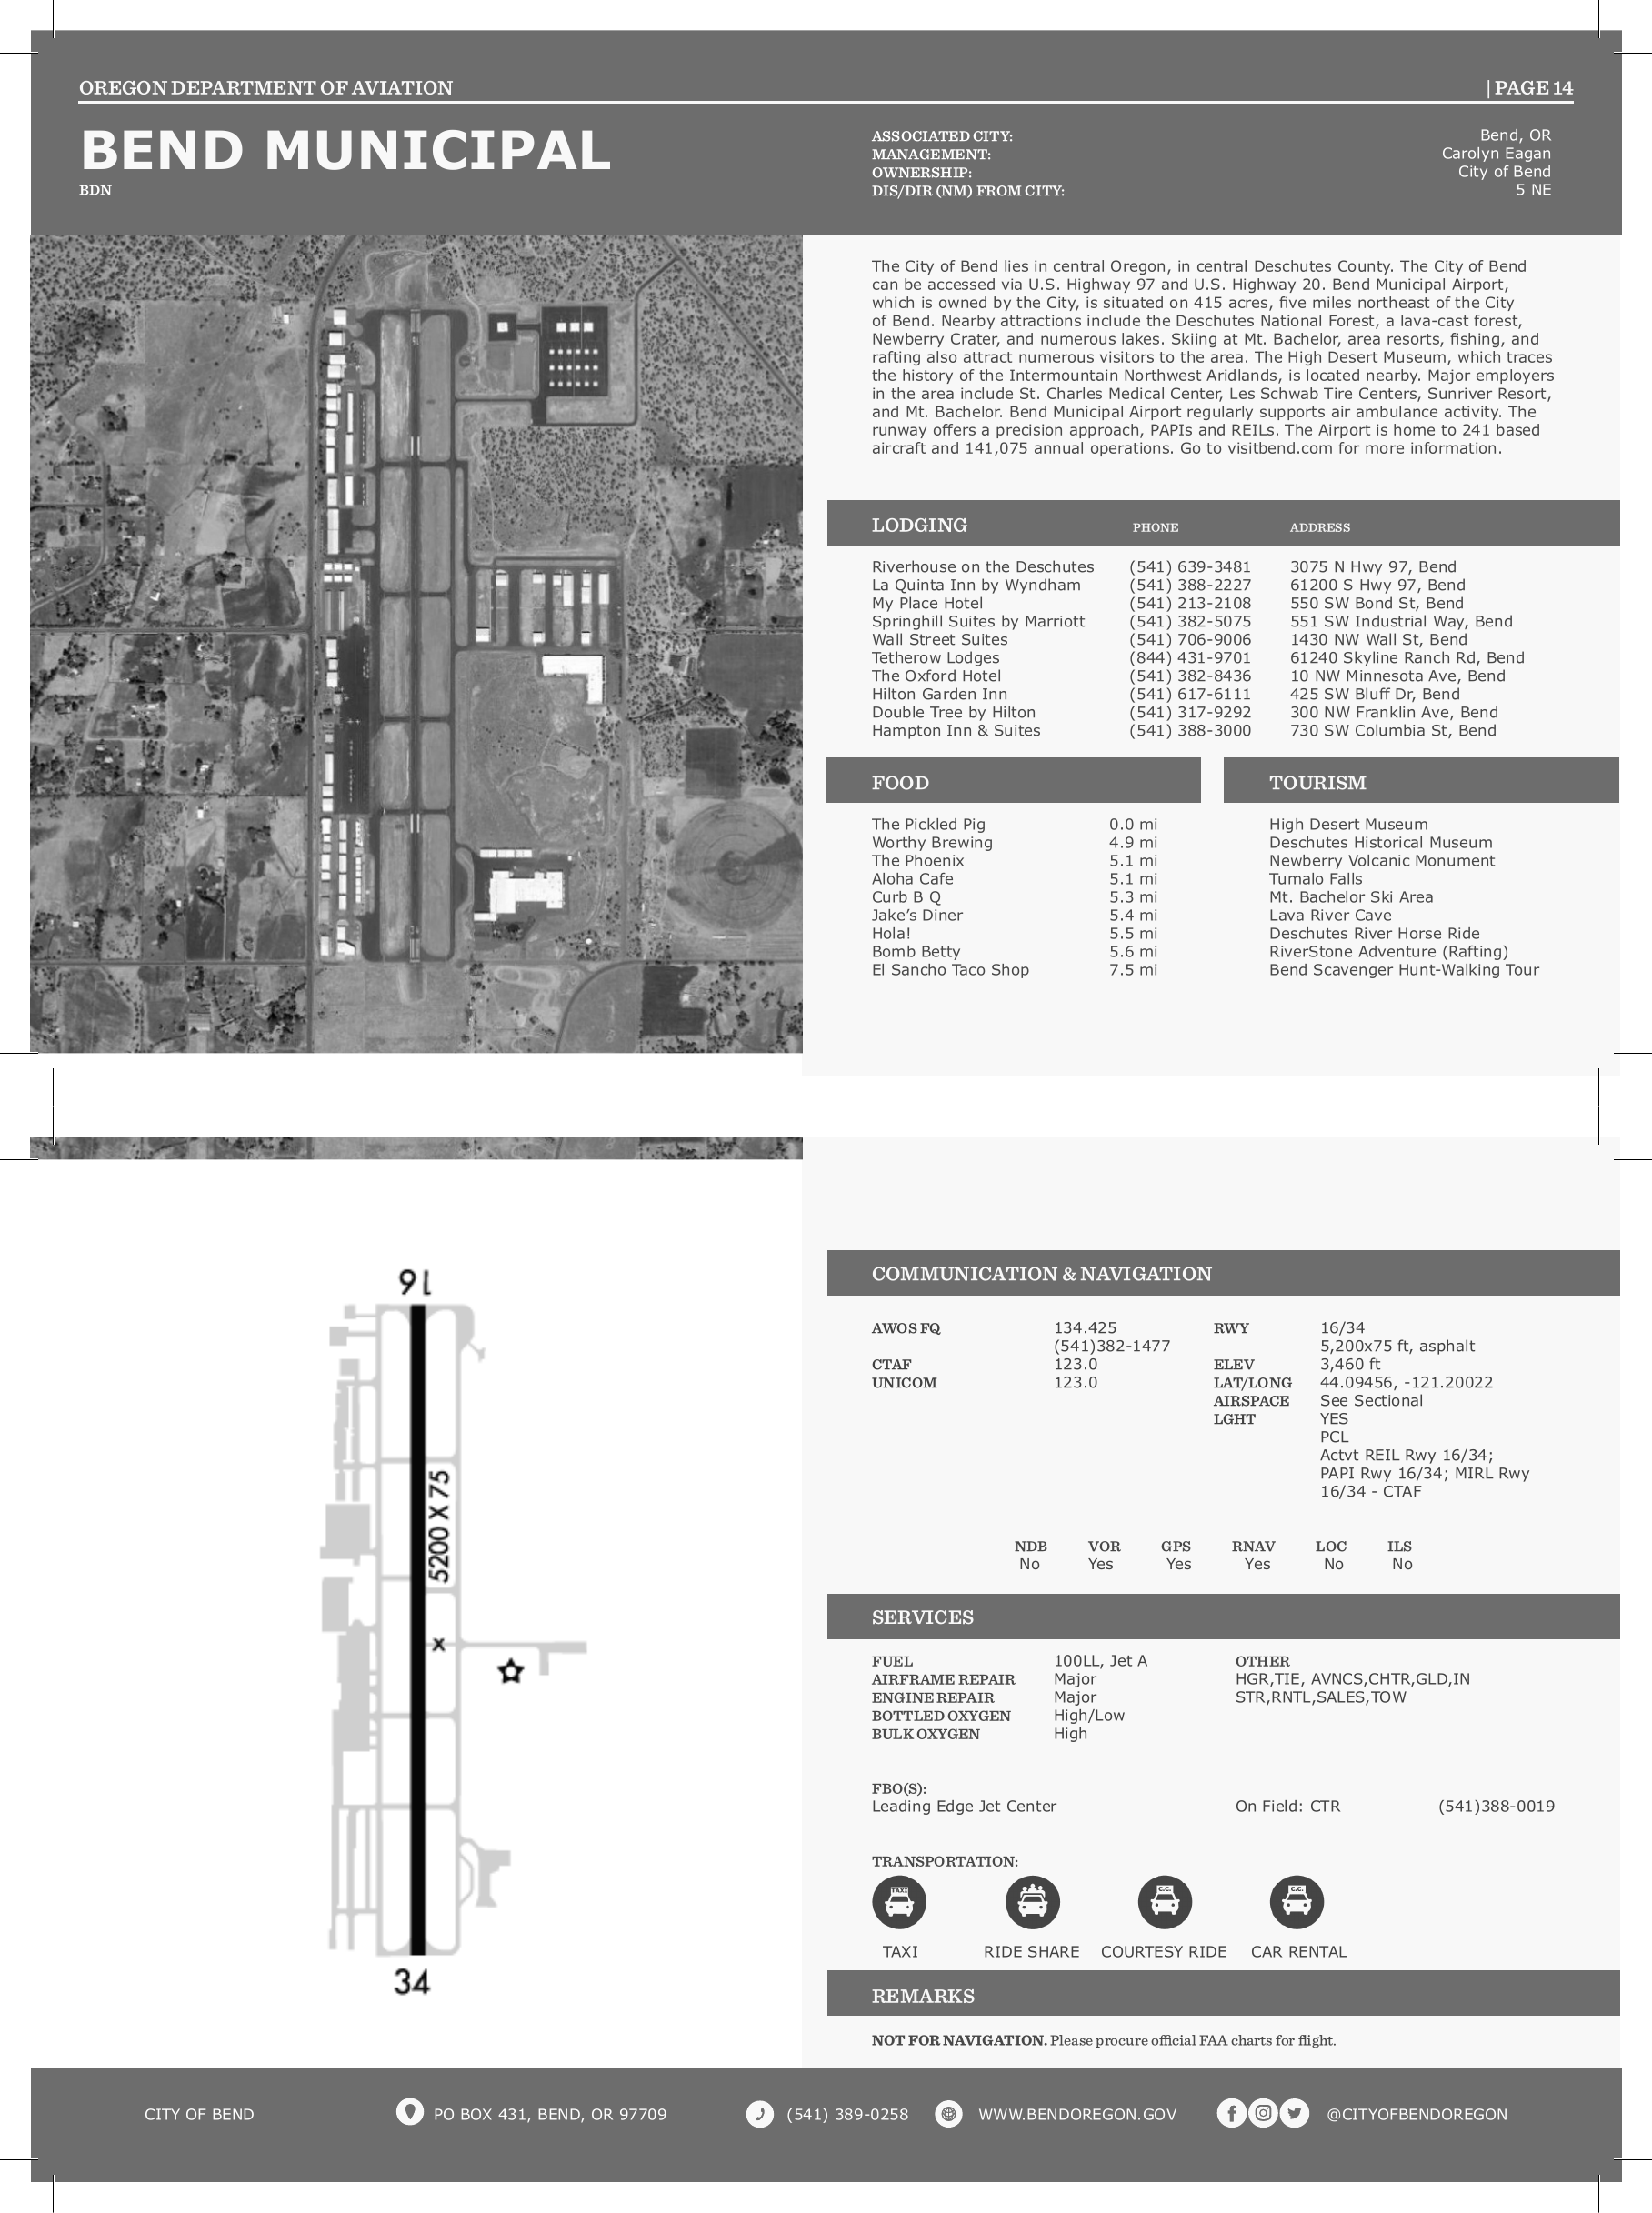 OREGON DEPARTMENT OF AVIATION | PAGE 14
BEND MUNICIPAL
BDN
ASSOCIATED CITY: Bend, OR
MANAGEMENT: Carolyn Eagan
OWNERSHIP: City of Bend
DIS/DIR (NM) FROM CITY: 5 NE
The City of Bend lies in central Oregon, in central Deschutes County. The City of Bend
can be accessed via U.S. Highway 97 and U.S. Highway 20. Bend Municipal Airport,
which is owned by the City, is situated on 415 acres, five miles northeast of the City
of Bend. Nearby attractions include the Deschutes National Forest, a lava-cast forest,
Newberry Crater, and numerous lakes. Skiing at Mt. Bachelor, area resorts, fishing, and
rafting also attract numerous visitors to the area. The High Desert Museum, which traces
the history of the Intermountain Northwest Aridlands, is located nearby. Major employers
in the area include St. Charles Medical Center, Les Schwab Tire Centers, Sunriver Resort,
and Mt. Bachelor. Bend Municipal Airport regularly supports air ambulance activity. The
runway offers a precision approach, PAPIs and REILs. The Airport is home to 241 based
aircraft and 141,075 annual operations. Go to visitbend.com for more information.
LODGING PHONE ADDRESS
Riverhouse on the Deschutes (541) 639-3481 3075 N Hwy 97, Bend
La Quinta Inn by Wyndham (541) 388-2227 61200 S Hwy 97, Bend
My Place Hotel (541) 213-2108 550 SW Bond St, Bend
Springhill Suites by Marriott (541) 382-5075 551 SW Industrial Way, Bend
Wall Street Suites (541) 706-9006 1430 NW Wall St, Bend
Tetherow Lodges (844) 431-9701 61240 Skyline Ranch Rd, Bend
The Oxford Hotel (541) 382-8436 10 NW Minnesota Ave, Bend
Hilton Garden Inn (541) 617-6111 425 SW Bluff Dr, Bend
Double Tree by Hilton (541) 317-9292 300 NW Franklin Ave, Bend
Hampton Inn & Suites (541) 388-3000 730 SW Columbia St, Bend
FOOD
The Pickled Pig 0.0 mi
Worthy Brewing 4.9 mi
The Phoenix 5.1 mi
Aloha Cafe 5.1 mi
Curb B Q 5.3 mi
Jake's Diner 5.4 mi
Hola! 5.5 mi
Bomb Betty 5.6 mi
El Sancho Taco Shop 7.5 mi
TOURISM
High Desert Museum
Deschutes Historical Museum
Newberry Volcanic Monument
Tumalo Falls
Mt. Bachelor Ski Area
Lava River Cave
Deschutes River Horse Ride
RiverStone Adventure (Rafting)
Bend Scavenger Hunt-Walking Tour
16
5200 X 75
x
34
COMMUNICATION & NAVIGATION
AWOS FQ 134.425
(541)382-1477
CTAF 123.0
UNICOM 123.0
RWY 16/34
5,200x75 ft, asphalt
ELEV 3,460 ft
LAT/LONG 44.09456, -121.20022
AIRSPACE See Sectional
LGHT YES
PCL
Actvt REIL Rwy 16/34;
PAPI Rwy 16/34; MIRL Rwy
16/34 - CTAF
NDB VOR GPS RNAV LOC ILS
No Yes Yes Yes No No
SERVICES
FUEL 100LL, Jet A
AIRFRAME REPAIR Major
ENGINE REPAIR Major
BOTTLED OXYGEN High/Low
BULK OXYGEN High
OTHER
HGR,TIE, AVNCS,CHTR,GLD,IN
STR,RNTL,SALES,TOW
FBO(S):
Leading Edge Jet Center On Field: CTR (541)388-0019
TRANSPORTATION:
TAXI C.C. C.C.
TAXI RIDE SHARE COURTESY RIDE CAR RENTAL
REMARKS
NOT FOR NAVIGATION. Please procure official FAA charts for flight.
CITY OF BEND PO BOX 431, BEND, OR 97709 (541) 389-0258 WWW.BENDOREGON.GOV @CITYOFBENDOREGON